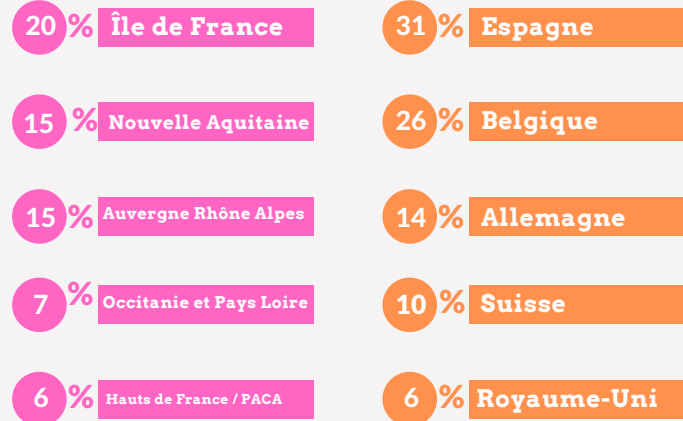 20 % Île de France
15 % Nouvelle Aquitaine
15 % Auvergne Rhône Alpes
7 % Occitanie et Pays Loire
6 % Hauts de France / PACA
31 % Espagne
26 % Belgique
14 % Allemagne
10 % Suisse
6 % Royaume-Uni